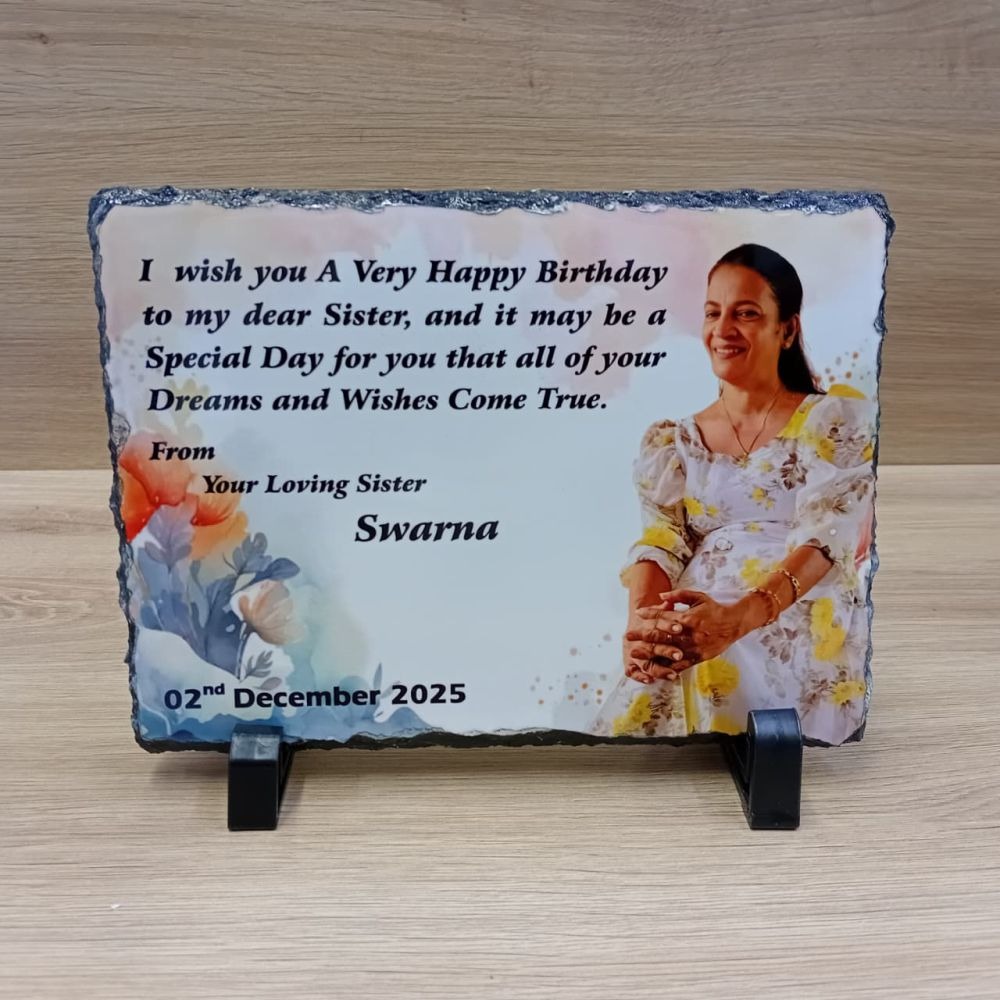 I wish you A Very Happy Birthday
to my dear Sister, and it may be a
Special Day for you that all of your
Dreams and Wishes Come True.
From
Your Loving Sister
Swarna
02nd December 2025